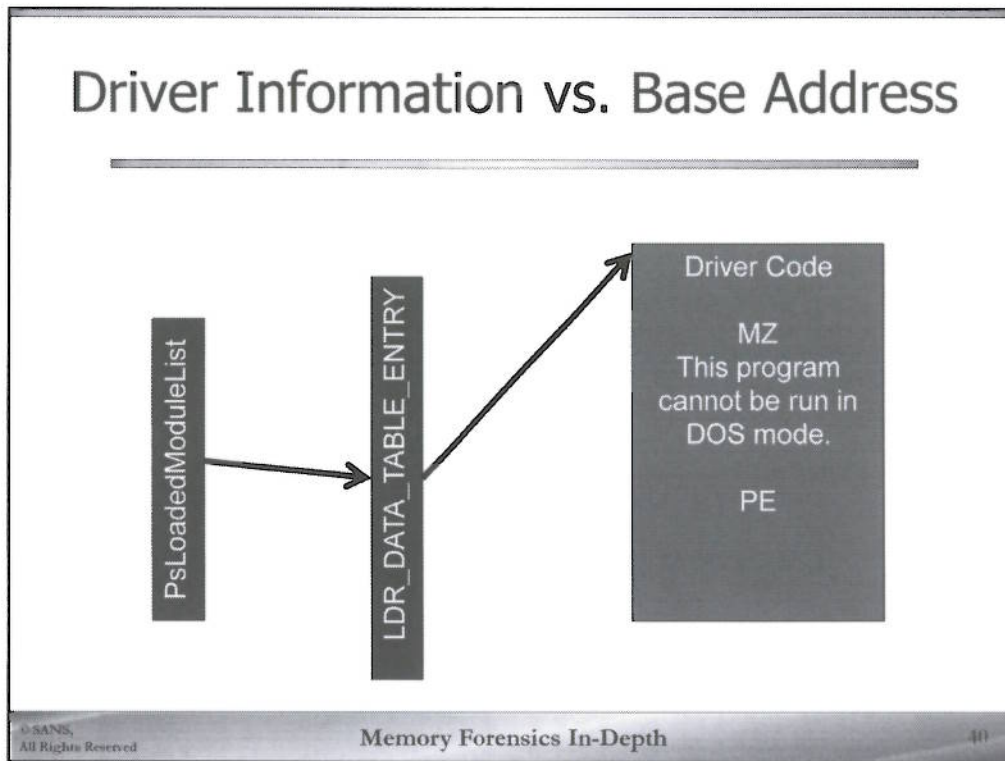 Driver Information vs. Base Address
PsLoadedModuleList
LDR_DATA_TABLE_ENTRY
Driver Code
MZ
This program
cannot be run in
DOS mode.
PE
© SANS,
All Rights Reserved
Memory Forensics In-Depth
40